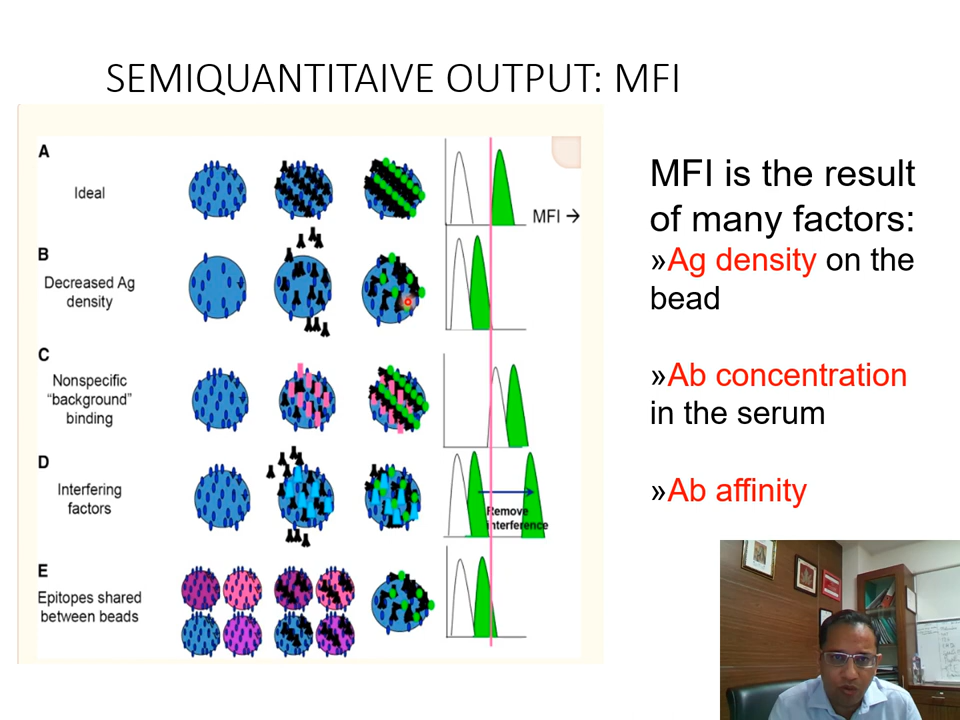 SEMIQUANTITAIVE OUTPUT: MFI
A
Ideal
MFI →
B
Decreased Ag
density
C
Nonspecific
“background”
binding
D
Interfering
factors
Remove
interference
E
Epitopes shared
between beads
MFI is the result
of many factors:
»Ag density on the
bead
»Ab concentration
in the serum
»Ab affinity